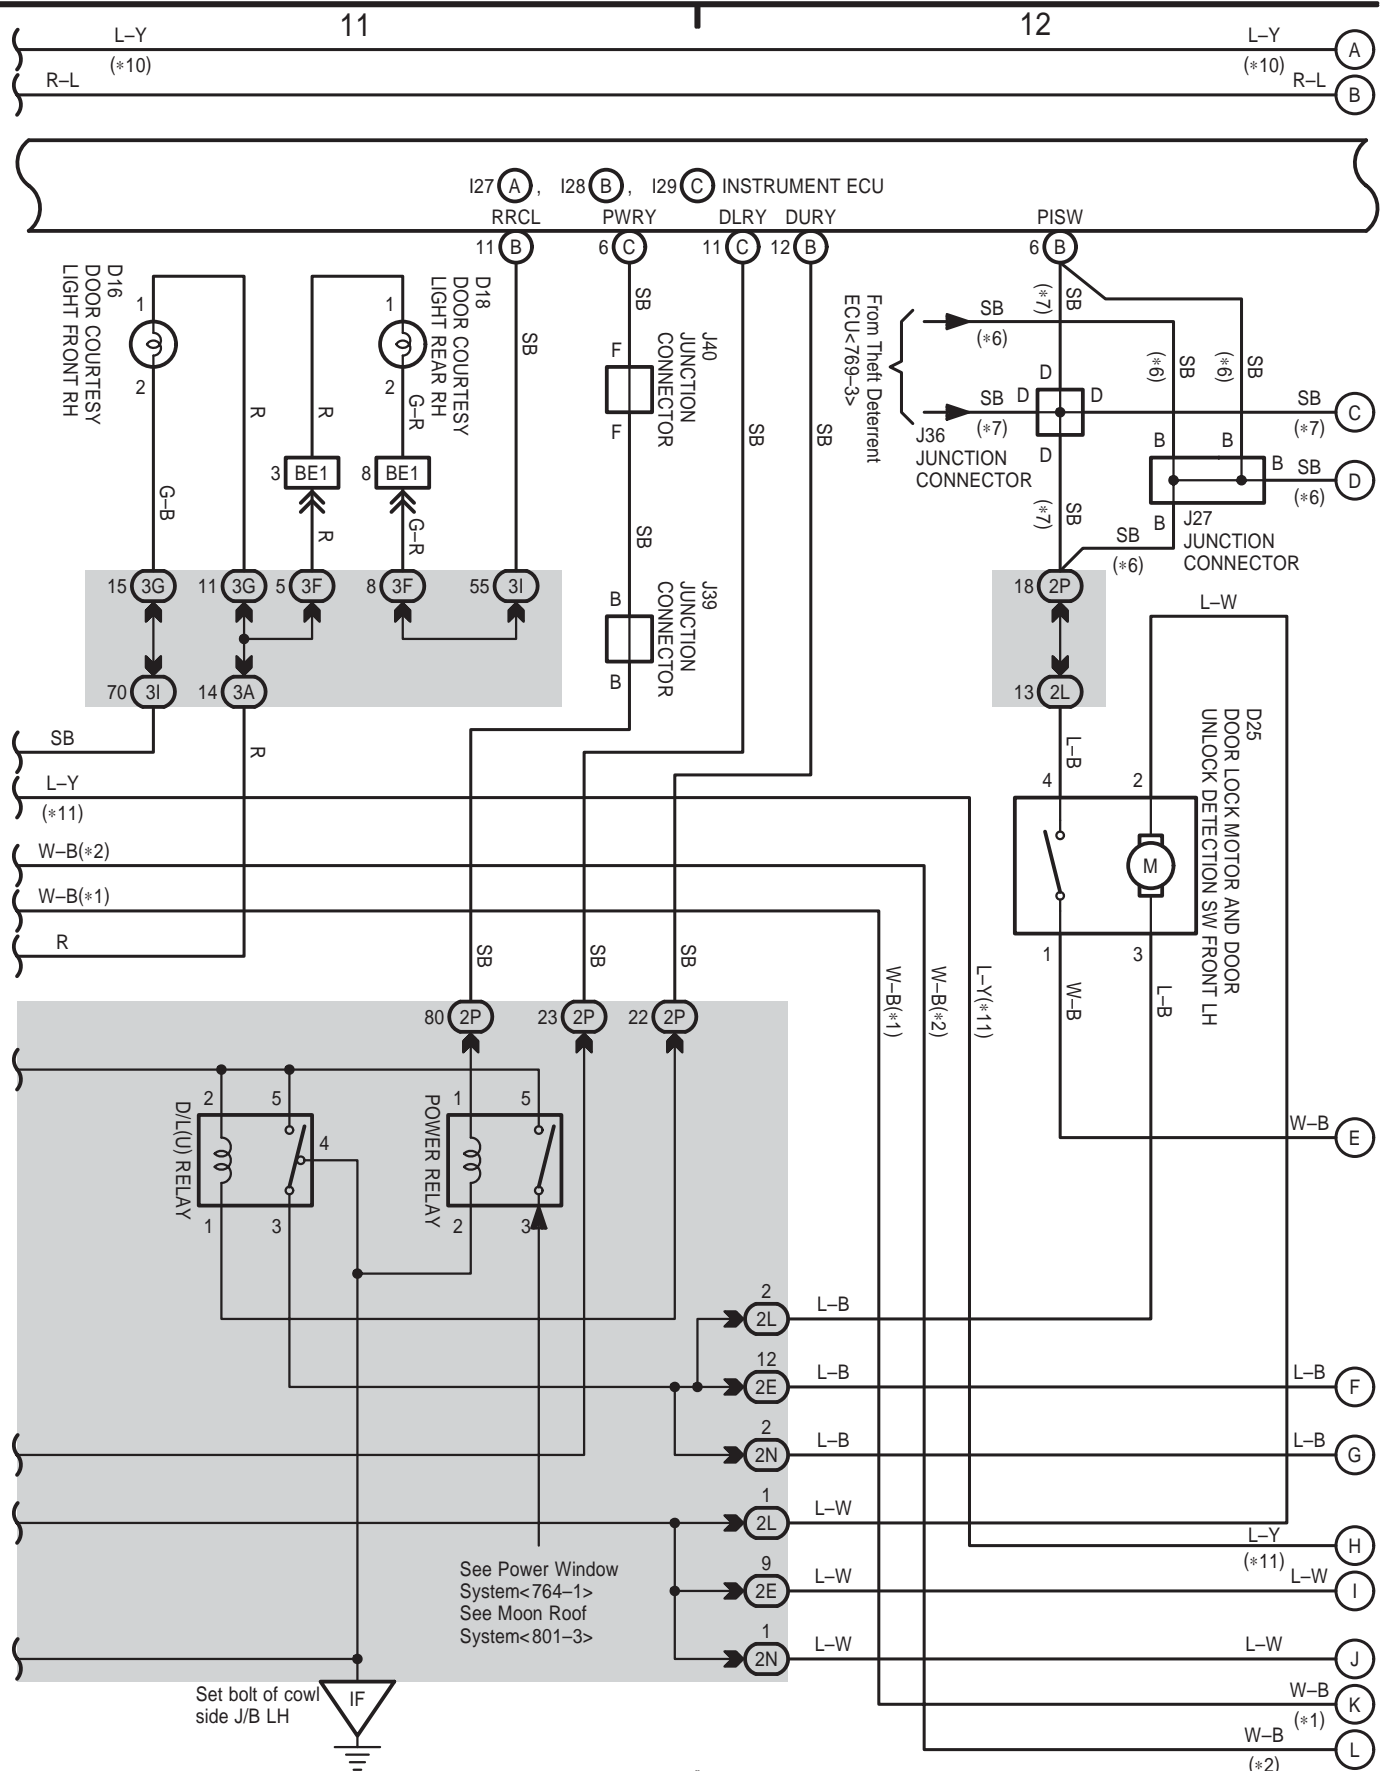 11
12
L–Y
(*10)
L–Y
(*10)
A
R–L
R–L
B
I27 A , I28 B , I29 C INSTRUMENT ECU
RRCL
PWRY
DLRY
DURY
PISW
11 B
6 C
11 C
12 B
6 B
D16
DOOR COURTESY
LIGHT FRONT RH
1
2
R
G–B
D18
DOOR COURTESY
LIGHT REAR RH
1
2
R
G–R
3 BE1
8 BE1
R
G–R
SB
SB
F
F
J40
JUNCTION
CONNECTOR
SB
SB
SB
From Theft Deterrent
ECU<769–3>
SB
(*6)
SB
(*7)
SB
(*7)
D
D
D
D
J36
JUNCTION
CONNECTOR
SB
(*6)
SB
(*6)
SB
(*7)
C
B
B
B
SB
(*6)
D
B
J27
JUNCTION
CONNECTOR
SB
(*7)
SB
(*6)
15 3G
11 3G
5 3F
8 3F
55 3I
B
B
J39
JUNCTION
CONNECTOR
18 2P
70 3I
14 3A
13 2L
L–W
SB
R
L–B
L–Y
(*11)
W–B(*2)
W–B(*1)
R
4
2
M
1
3
D25
DOOR LOCK MOTOR AND DOOR
UNLOCK DETECTION SW FRONT LH
SB
SB
SB
W–B(*1)
W–B(*2)
L–Y(*11)
W–B
L–B
80 2P
23 2P
22 2P
D/L(U) RELAY
2
5
4
1
3
POWER RELAY
1
5
2
3
W–B
E
2
2L
L–B
12
2E
L–B
L–B
F
2
2N
L–B
L–B
G
1
2L
L–W
L–Y
(*11)
H
9
2E
L–W
L–W
I
1
2N
L–W
L–W
J
See Power Window
System<764–1>
See Moon Roof
System<801–3>
Set bolt of cowl
side J/B LH
IF
W–B
(*1)
K
W–B
(*2)
L